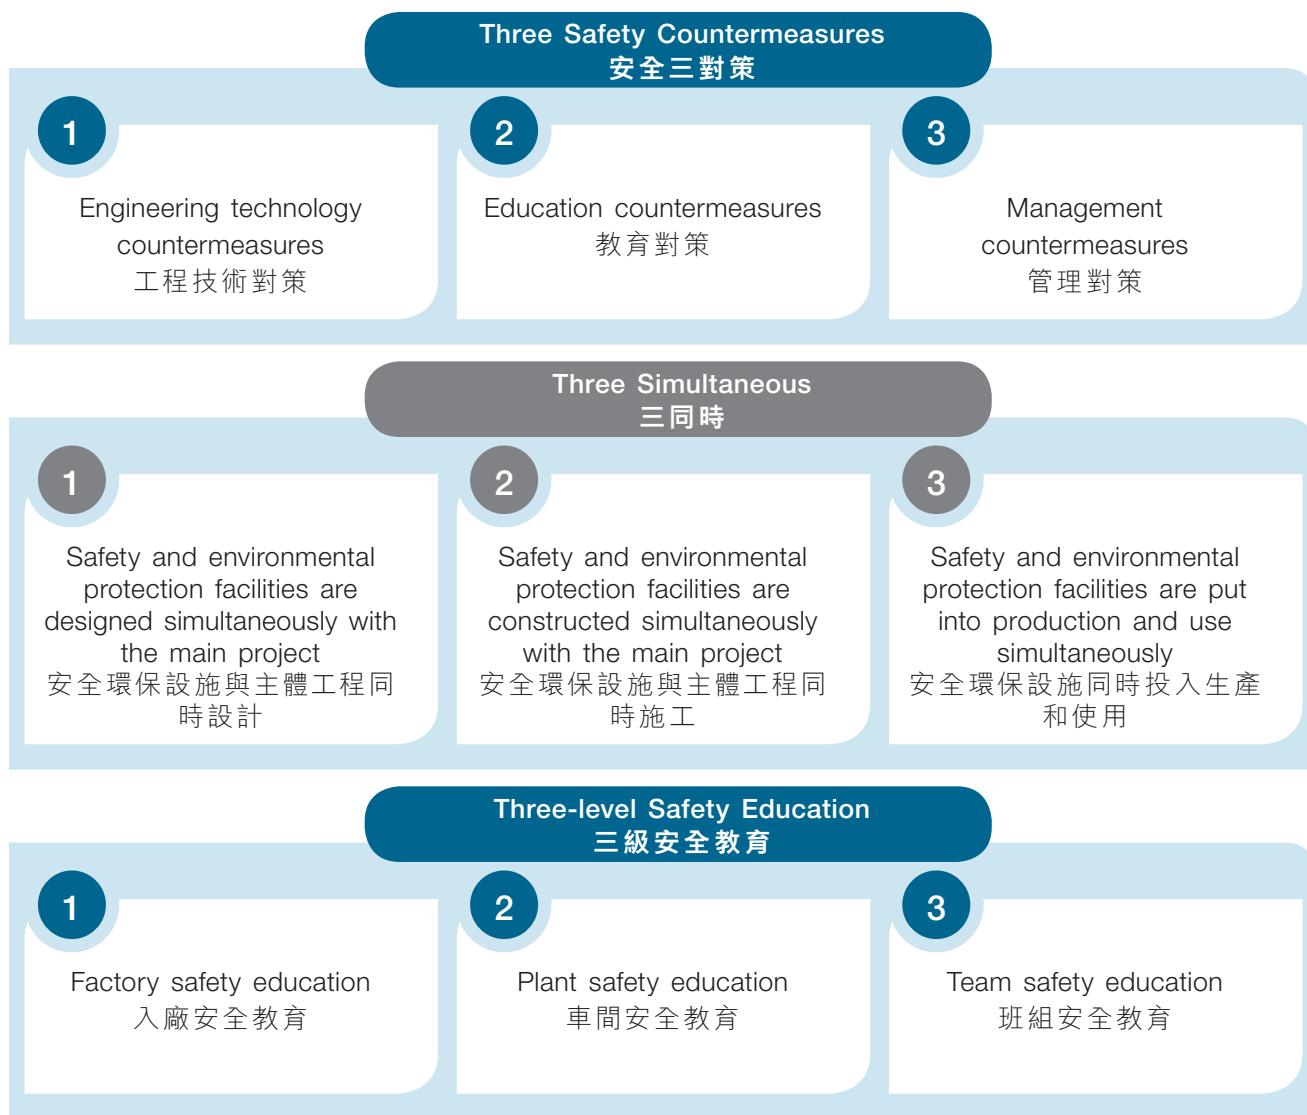 Three Safety Countermeasures
安全三對策
1
Engineering technology
countermeasures
工程技術對策
2
Education countermeasures
教育對策
3
Management
countermeasures
管理對策
Three Simultaneous
三同時
1
Safety and environmental
protection facilities are
designed simultaneously with
the main project
安全環保設施與主體工程同
時設計
2
Safety and environmental
protection facilities are
constructed simultaneously
with the main project
安全環保設施與主體工程同
時施工
3
Safety and environmental
protection facilities are put
into production and use
simultaneously
安全環保設施同時投入生產
和使用
Three-level Safety Education
三級安全教育
1
Factory safety education
入廠安全教育
2
Plant safety education
車間安全教育
3
Team safety education
班組安全教育